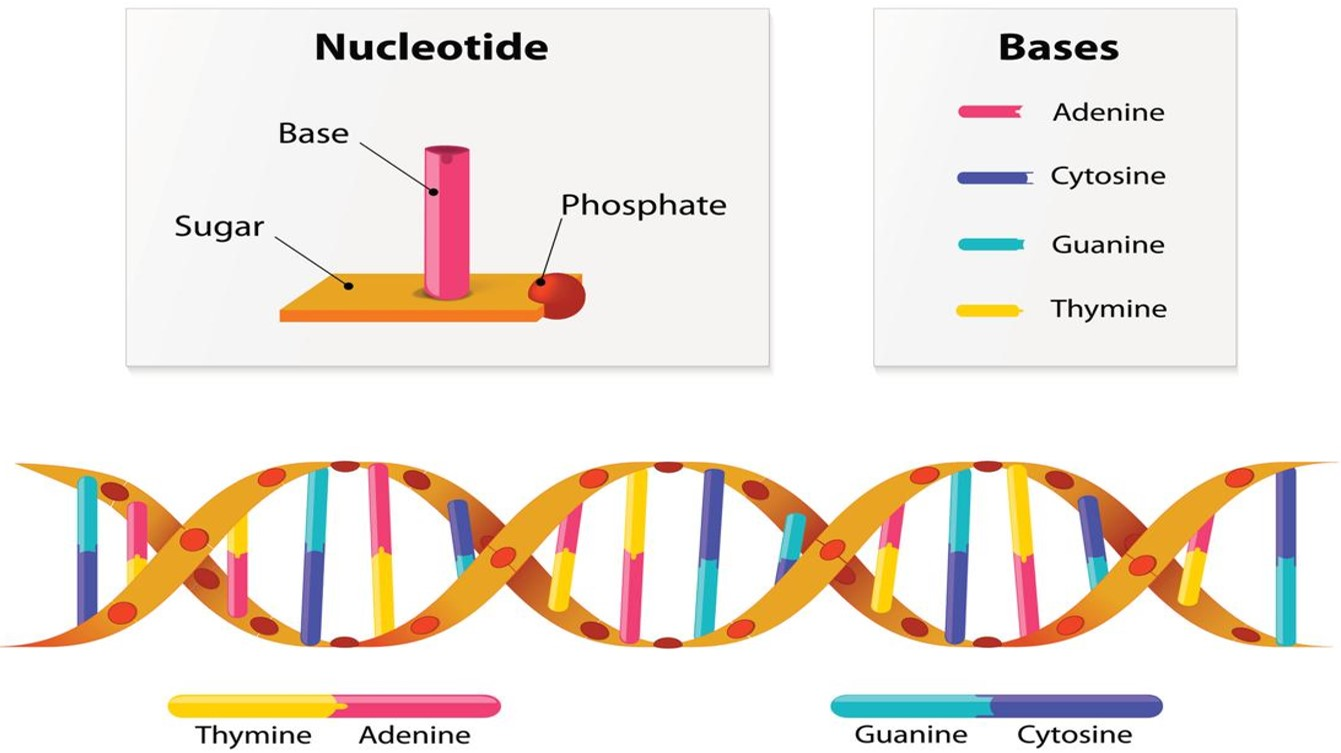 Nucleotide
Base
Phosphate
Sugar
Bases
Adenine
Cytosine
Guanine
Thymine
Thymine Adenine
Guanine Cytosine